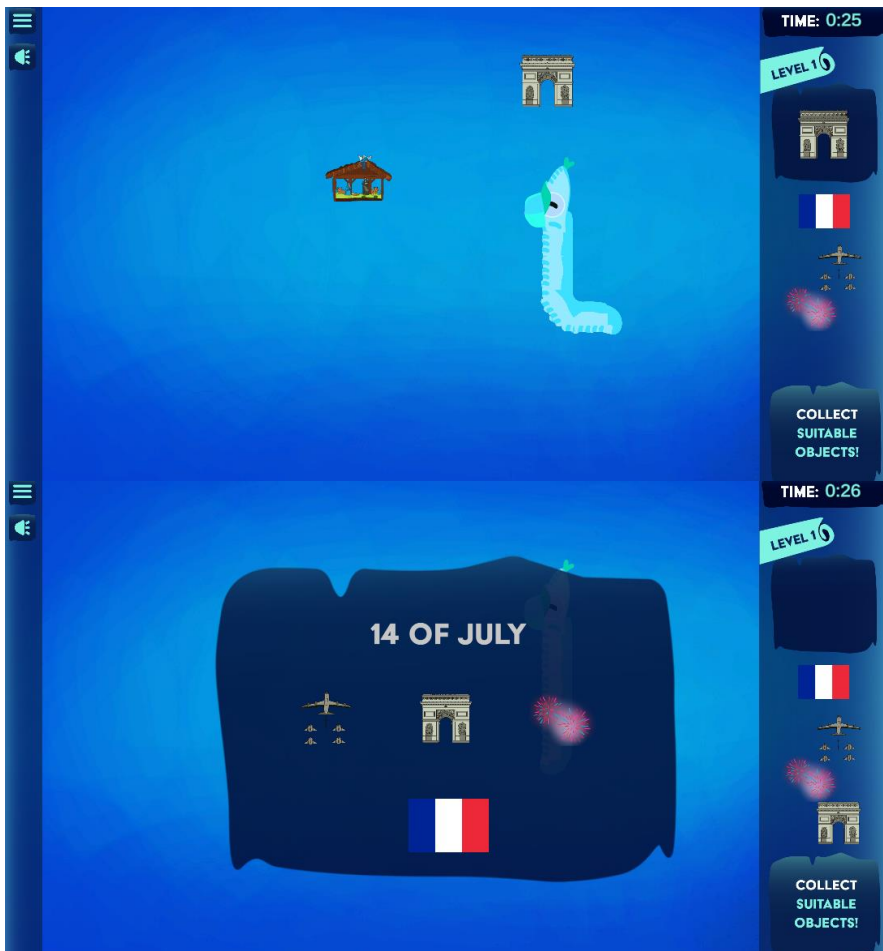 TIME: 0:25
LEVEL 1
COLLECT
SUITABLE
OBJECTS!
TIME: 0:26
LEVEL 1
14 OF JULY
COLLECT
SUITABLE
OBJECTS!